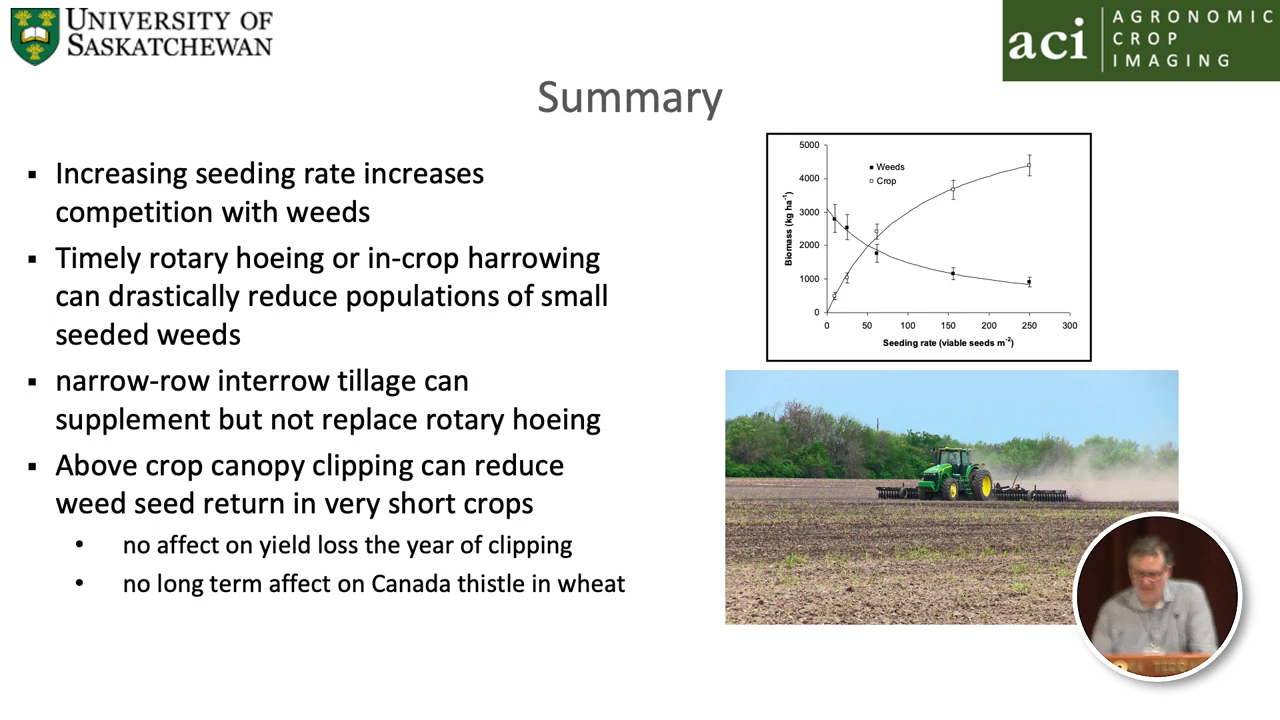 UNIVERSITY OF
SASKATCHEWAN
aci
AGRONOMIC
CROP
IMAGING
Summary
▪ Increasing seeding rate increases
competition with weeds
▪ Timely rotary hoeing or in-crop harrowing
can drastically reduce populations of small
seeded weeds
▪ narrow-row interrow tillage can
supplement but not replace rotary hoeing
▪ Above crop canopy clipping can reduce
weed seed return in very short crops
• no affect on yield loss the year of clipping
• no long term affect on Canada thistle in wheat
Biomass (kg ha-1)
5000
4000
3000
2000
1000
0
Weeds
Crop
0 50 100 150 200 250 300
Seeding rate (viable seeds m-2)